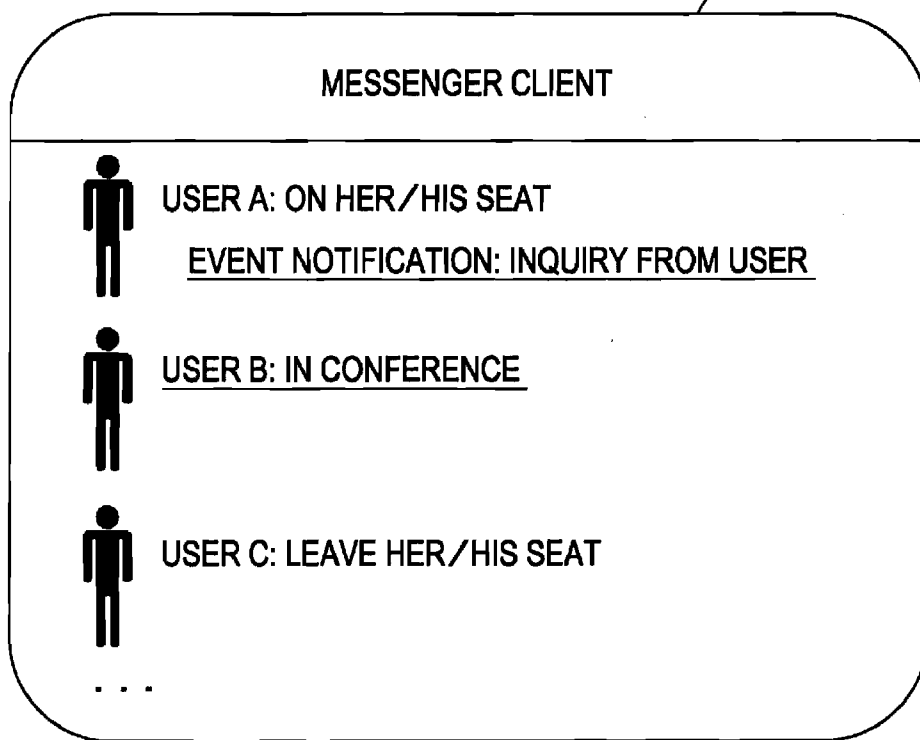 MESSENGER CLIENT
USER A: ON HER/HIS SEAT
EVENT NOTIFICATION: INQUIRY FROM USER
USER B: IN CONFERENCE
USER C: LEAVE HER/HIS SEAT
. . .